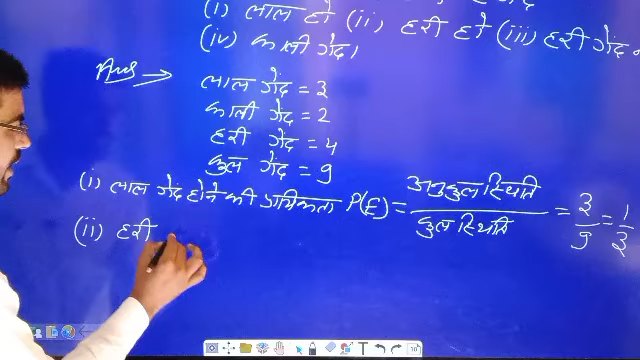 (i) लाल हो (ii) हरी हो (iii) हरी गेंद
(iv) काली गेंद।
Ans →
लाल गेंद = 3
काली गेंद = 2
हरी गेंद = 4
कुल गेंद = 9
(i) लाल गेंद होने की प्रायिकता P(E) = अनुकूल स्थिति / कुल स्थिति = 3/9 = 1/3
(ii) हरी